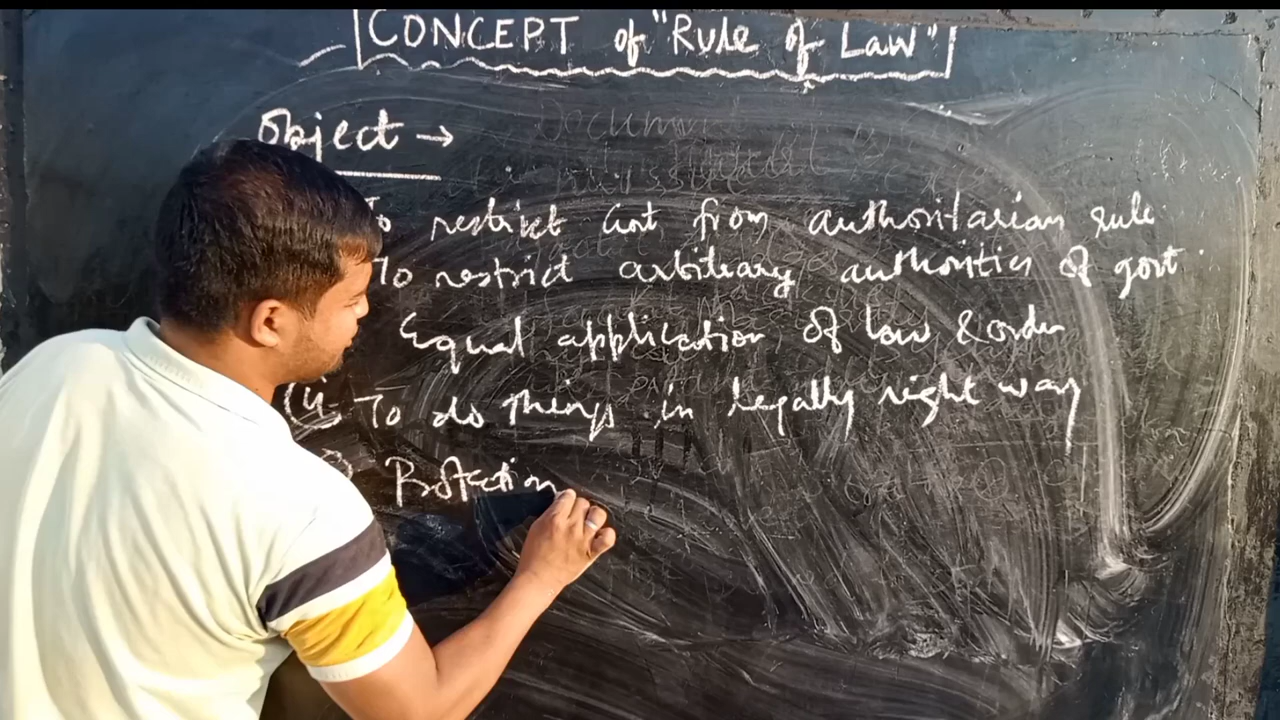 CONCEPT of "Rule of Law"
Object →
To restrict Govt from authoritarian rule.
To restrict arbitrary authorities of govt.
Equal application of law & order
To do things in legally right way
Protection